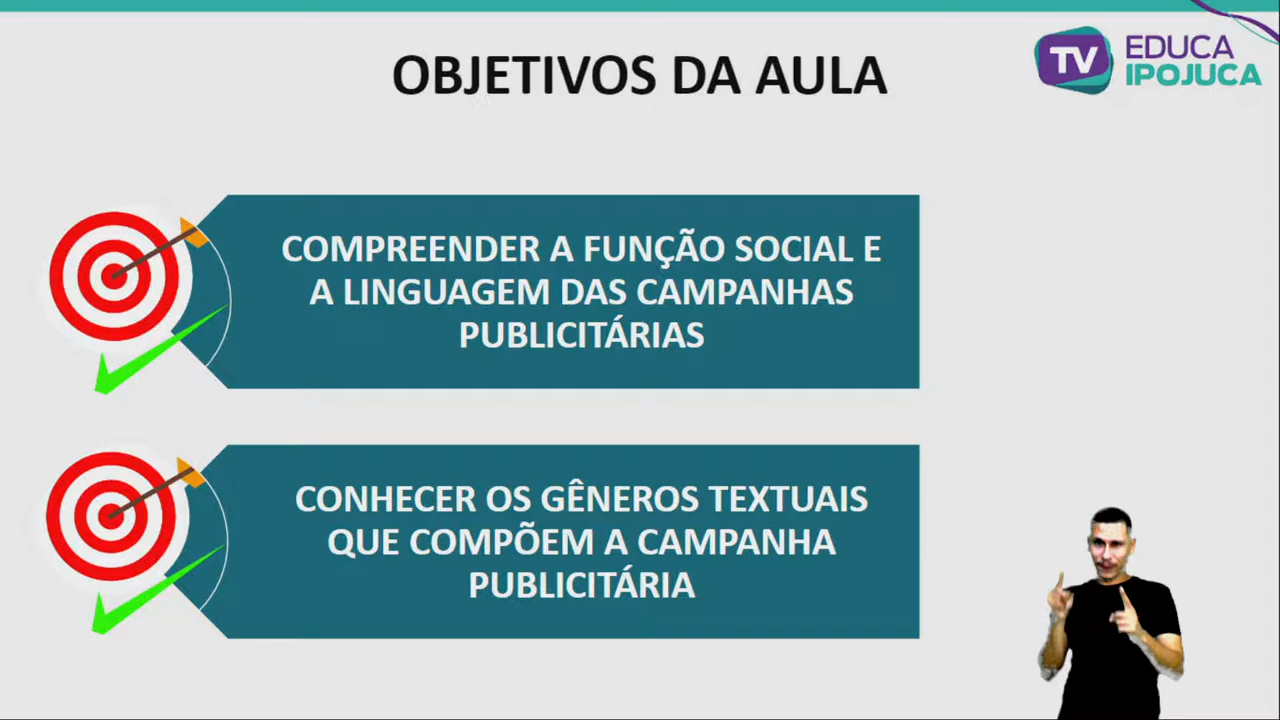 OBJETIVOS DA AULA
TV EDUCA
IPOJUCA
COMPREENDER A FUNÇÃO SOCIAL E
A LINGUAGEM DAS CAMPANHAS
PUBLICITÁRIAS
CONHECER OS GÊNEROS TEXTUAIS
QUE COMPÕEM A CAMPANHA
PUBLICITÁRIA